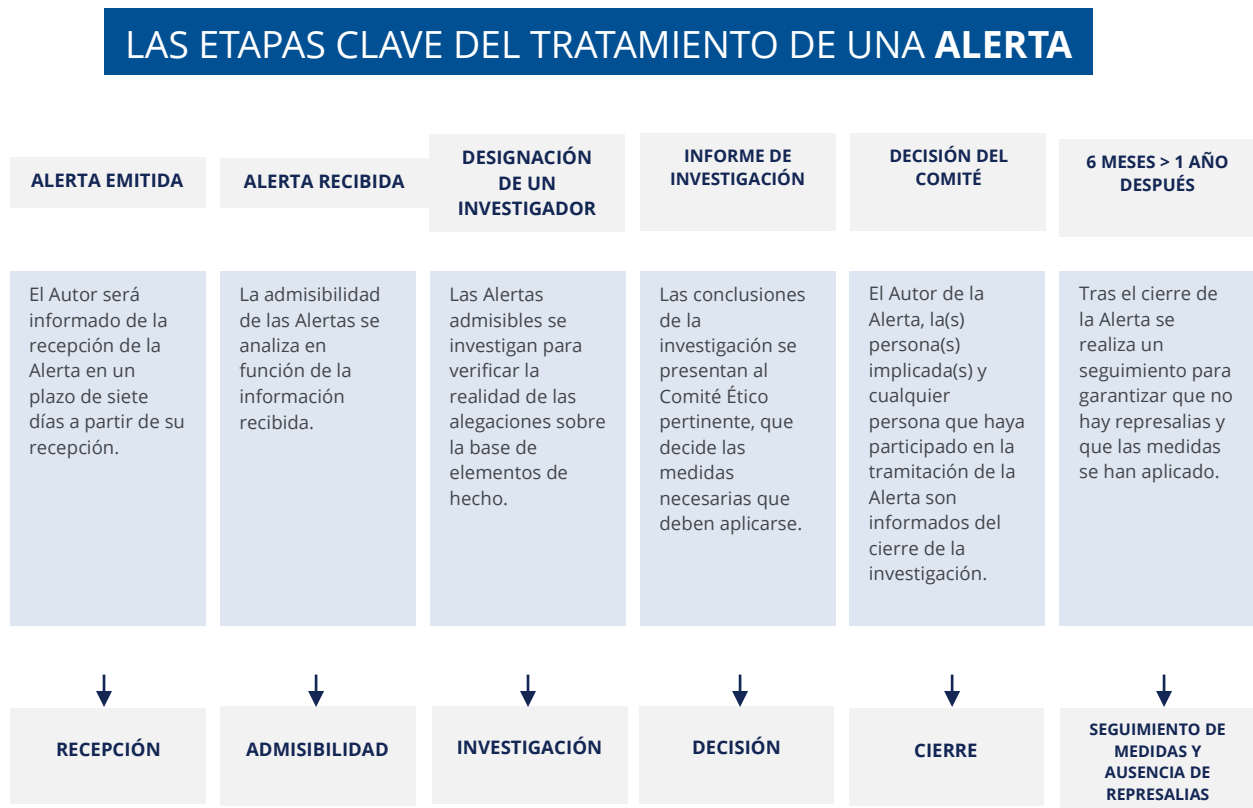 LAS ETAPAS CLAVE DEL TRATAMIENTO DE UNA ALERTA
ALERTA EMITIDA
El Autor será
informado de la
recepción de la
Alerta en un
plazo de siete
días a partir de su
recepción.
RECEPCIÓN
ALERTA RECIBIDA
La admisibilidad
de las Alertas se
analiza en
función de la
información
recibida.
ADMISIBILIDAD
DESIGNACIÓN
DE UN
INVESTIGADOR
Las Alertas
admisibles se
investigan para
verificar la
realidad de las
alegaciones sobre
la base de
elementos de
hecho.
INVESTIGACIÓN
INFORME DE
INVESTIGACIÓN
Las conclusiones
de la
investigación se
presentan al
Comité Ético
pertinente, que
decide las
medidas
necesarias que
deben aplicarse.
DECISIÓN
DECISIÓN DEL
COMITÉ
El Autor de la
Alerta, la(s)
persona(s)
implicada(s) y
cualquier
persona que haya
participado en la
tramitación de la
Alerta son
informados del
cierre de la
investigación.
CIERRE
6 MESES > 1 AÑO
DESPUÉS
Tras el cierre de
la Alerta se
realiza un
seguimiento para
garantizar que no
hay represalias y
que las medidas
se han aplicado.
SEGUIMIENTO DE
MEDIDAS Y
AUSENCIA DE
REPRESALIAS